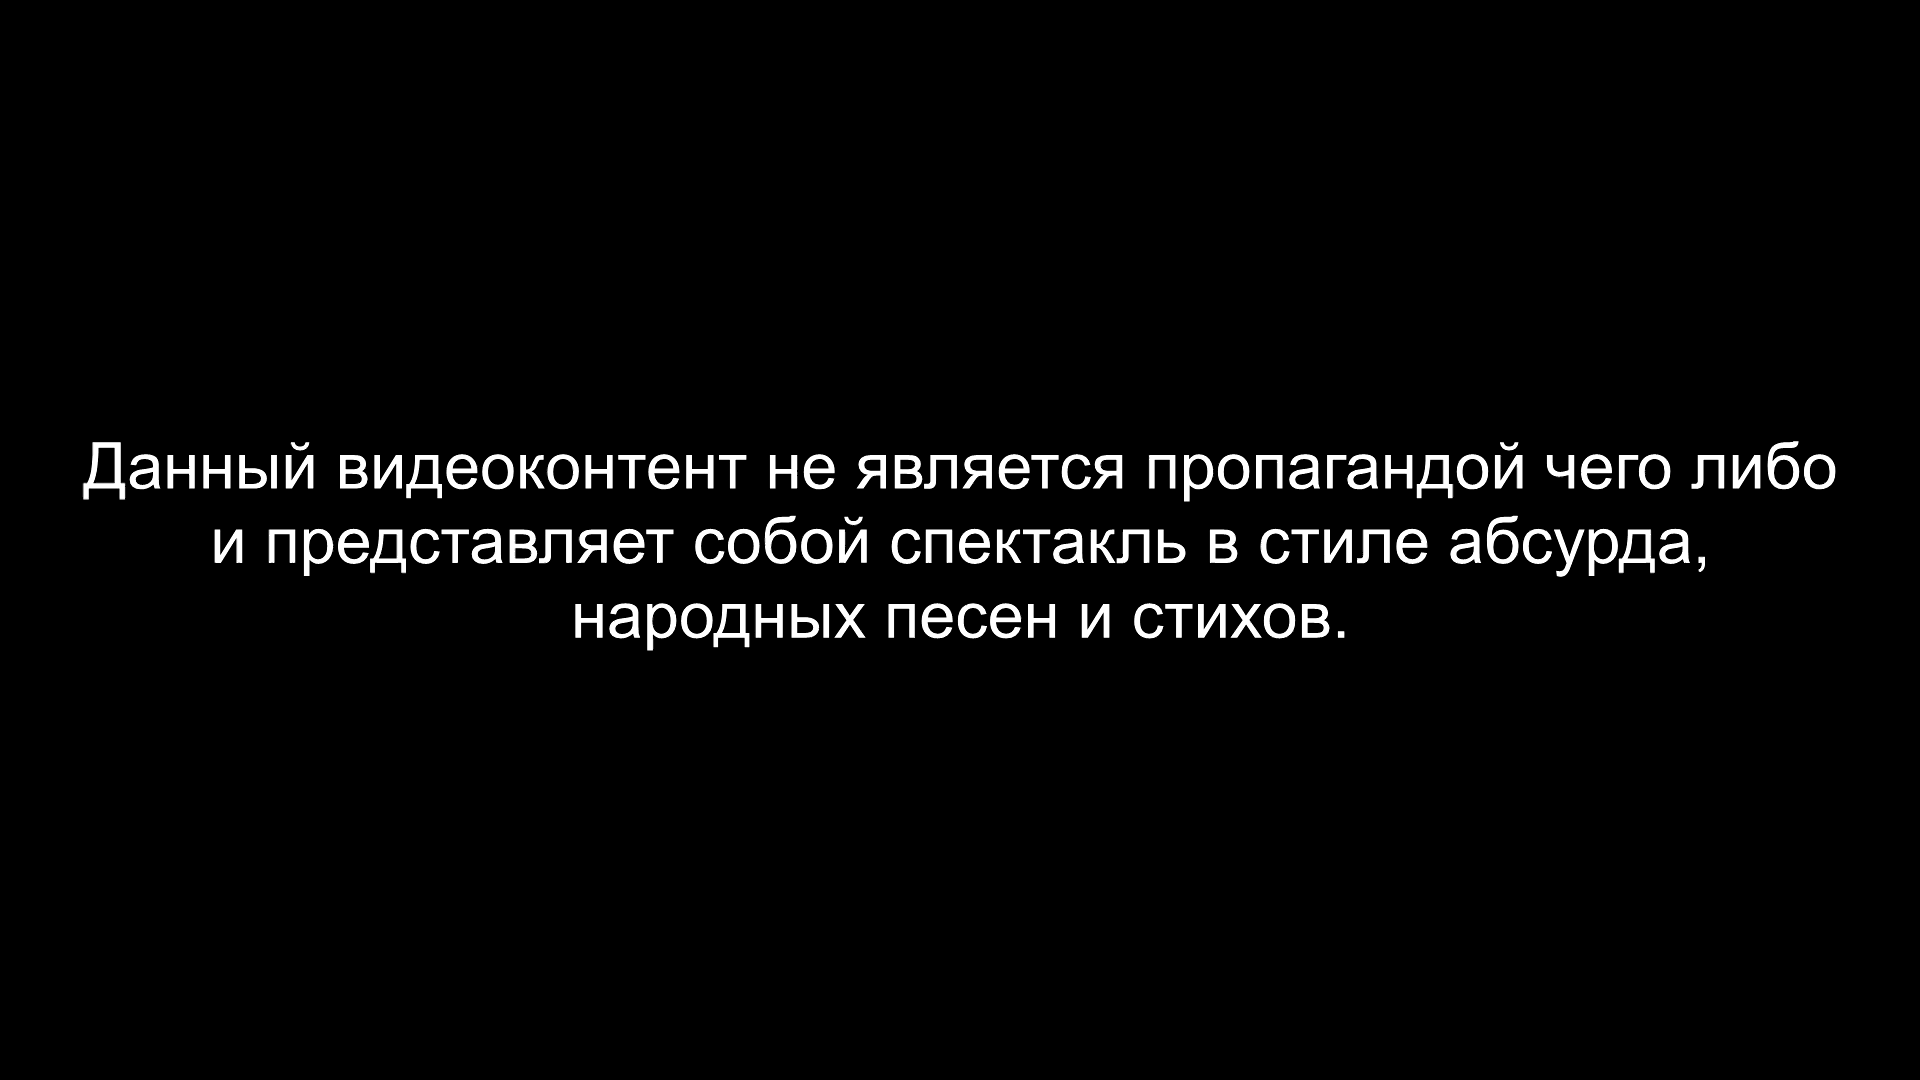 Данный видеоконтент не является пропагандой чего либо
и представляет собой спектакль в стиле абсурда,
народных песен и стихов.